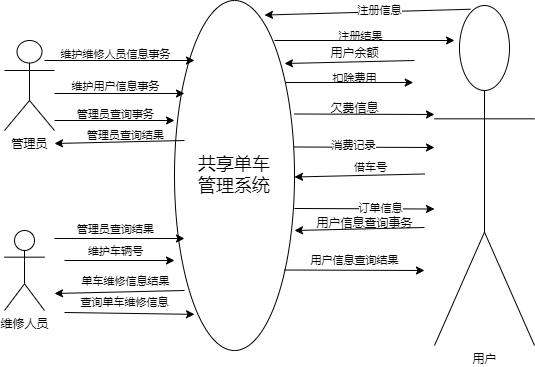 注册信息
注册结果
用户余额
扣除费用
欠费信息
消费记录
借车号
订单信息
用户信息查询事务
用户信息查询结果
用户
维护维修人员信息事务
维护用户信息事务
管理员查询事务
管理员查询结果
管理员
共享单车
管理系统
管理员查询结果
维护车辆号
单车维修信息结果
查询单车维修信息
维修人员